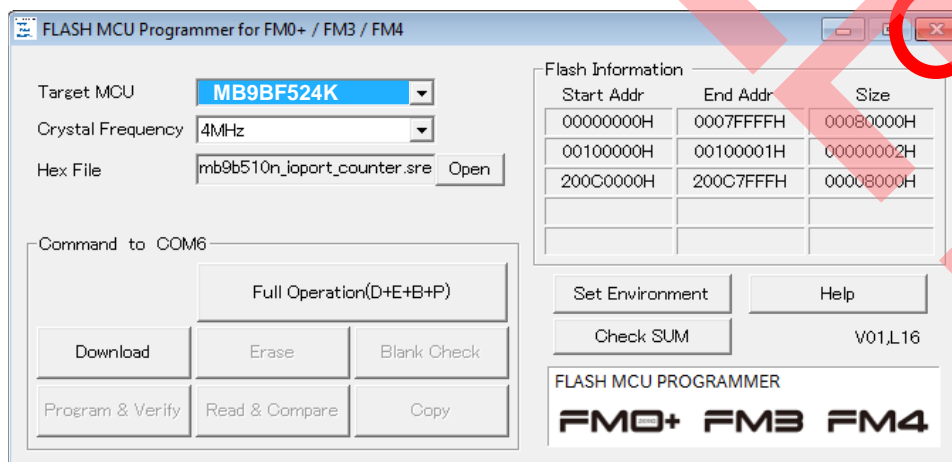 FLASH MCU Programmer for FM0+ / FM3 / FM4
Target MCU MB9BF524K
Crystal Frequency 4MHz
Hex File mb9b510n_ioport_counter.sre Open
Flash Information
Start Addr End Addr Size
00000000H 0007FFFFH 00080000H
00100000H 00100001H 00000002H
200C0000H 200C7FFFH 00008000H
Command to COM6
Full Operation(D+E+B+P)
Download Erase Blank Check
Program & Verify Read & Compare Copy
Set Environment Help
Check SUM V01,L16
FLASH MCU PROGRAMMER
FM0+ FM3 FM4